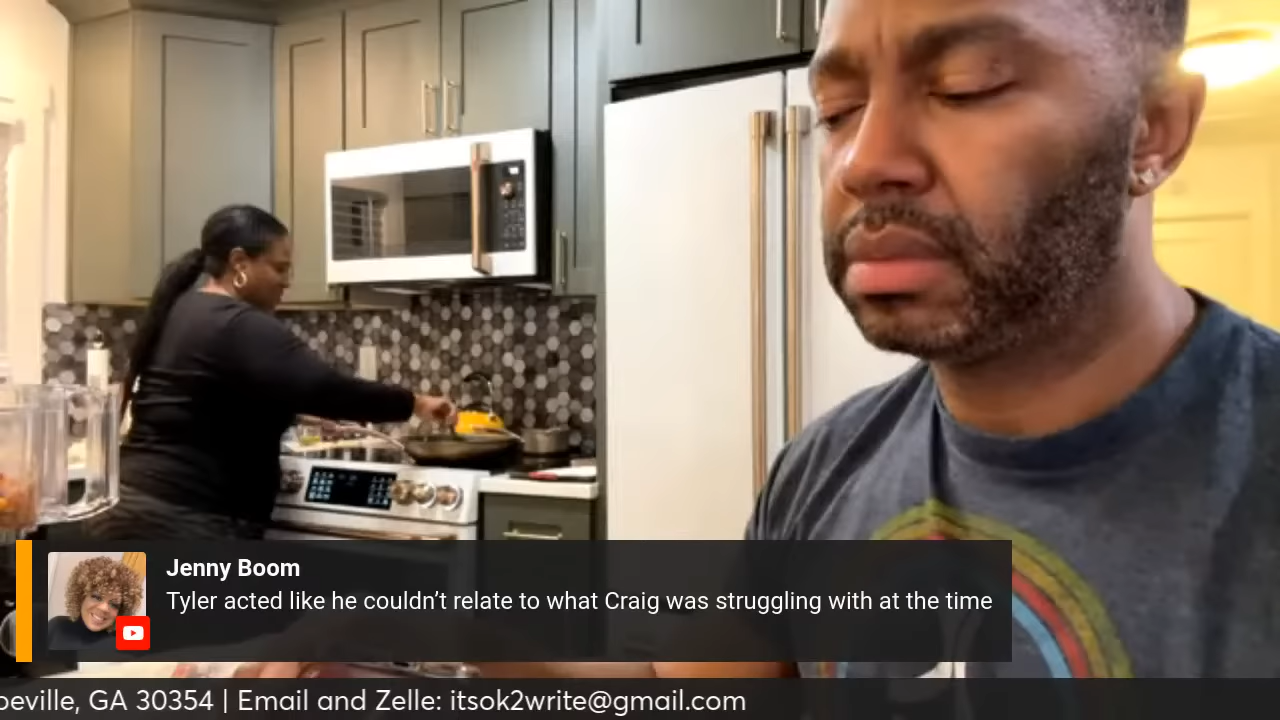 Jenny Boom
Tyler acted like he couldn’t relate to what Craig was struggling with at the time
peville, GA 30354 | Email and Zelle: itsok2write@gmail.com